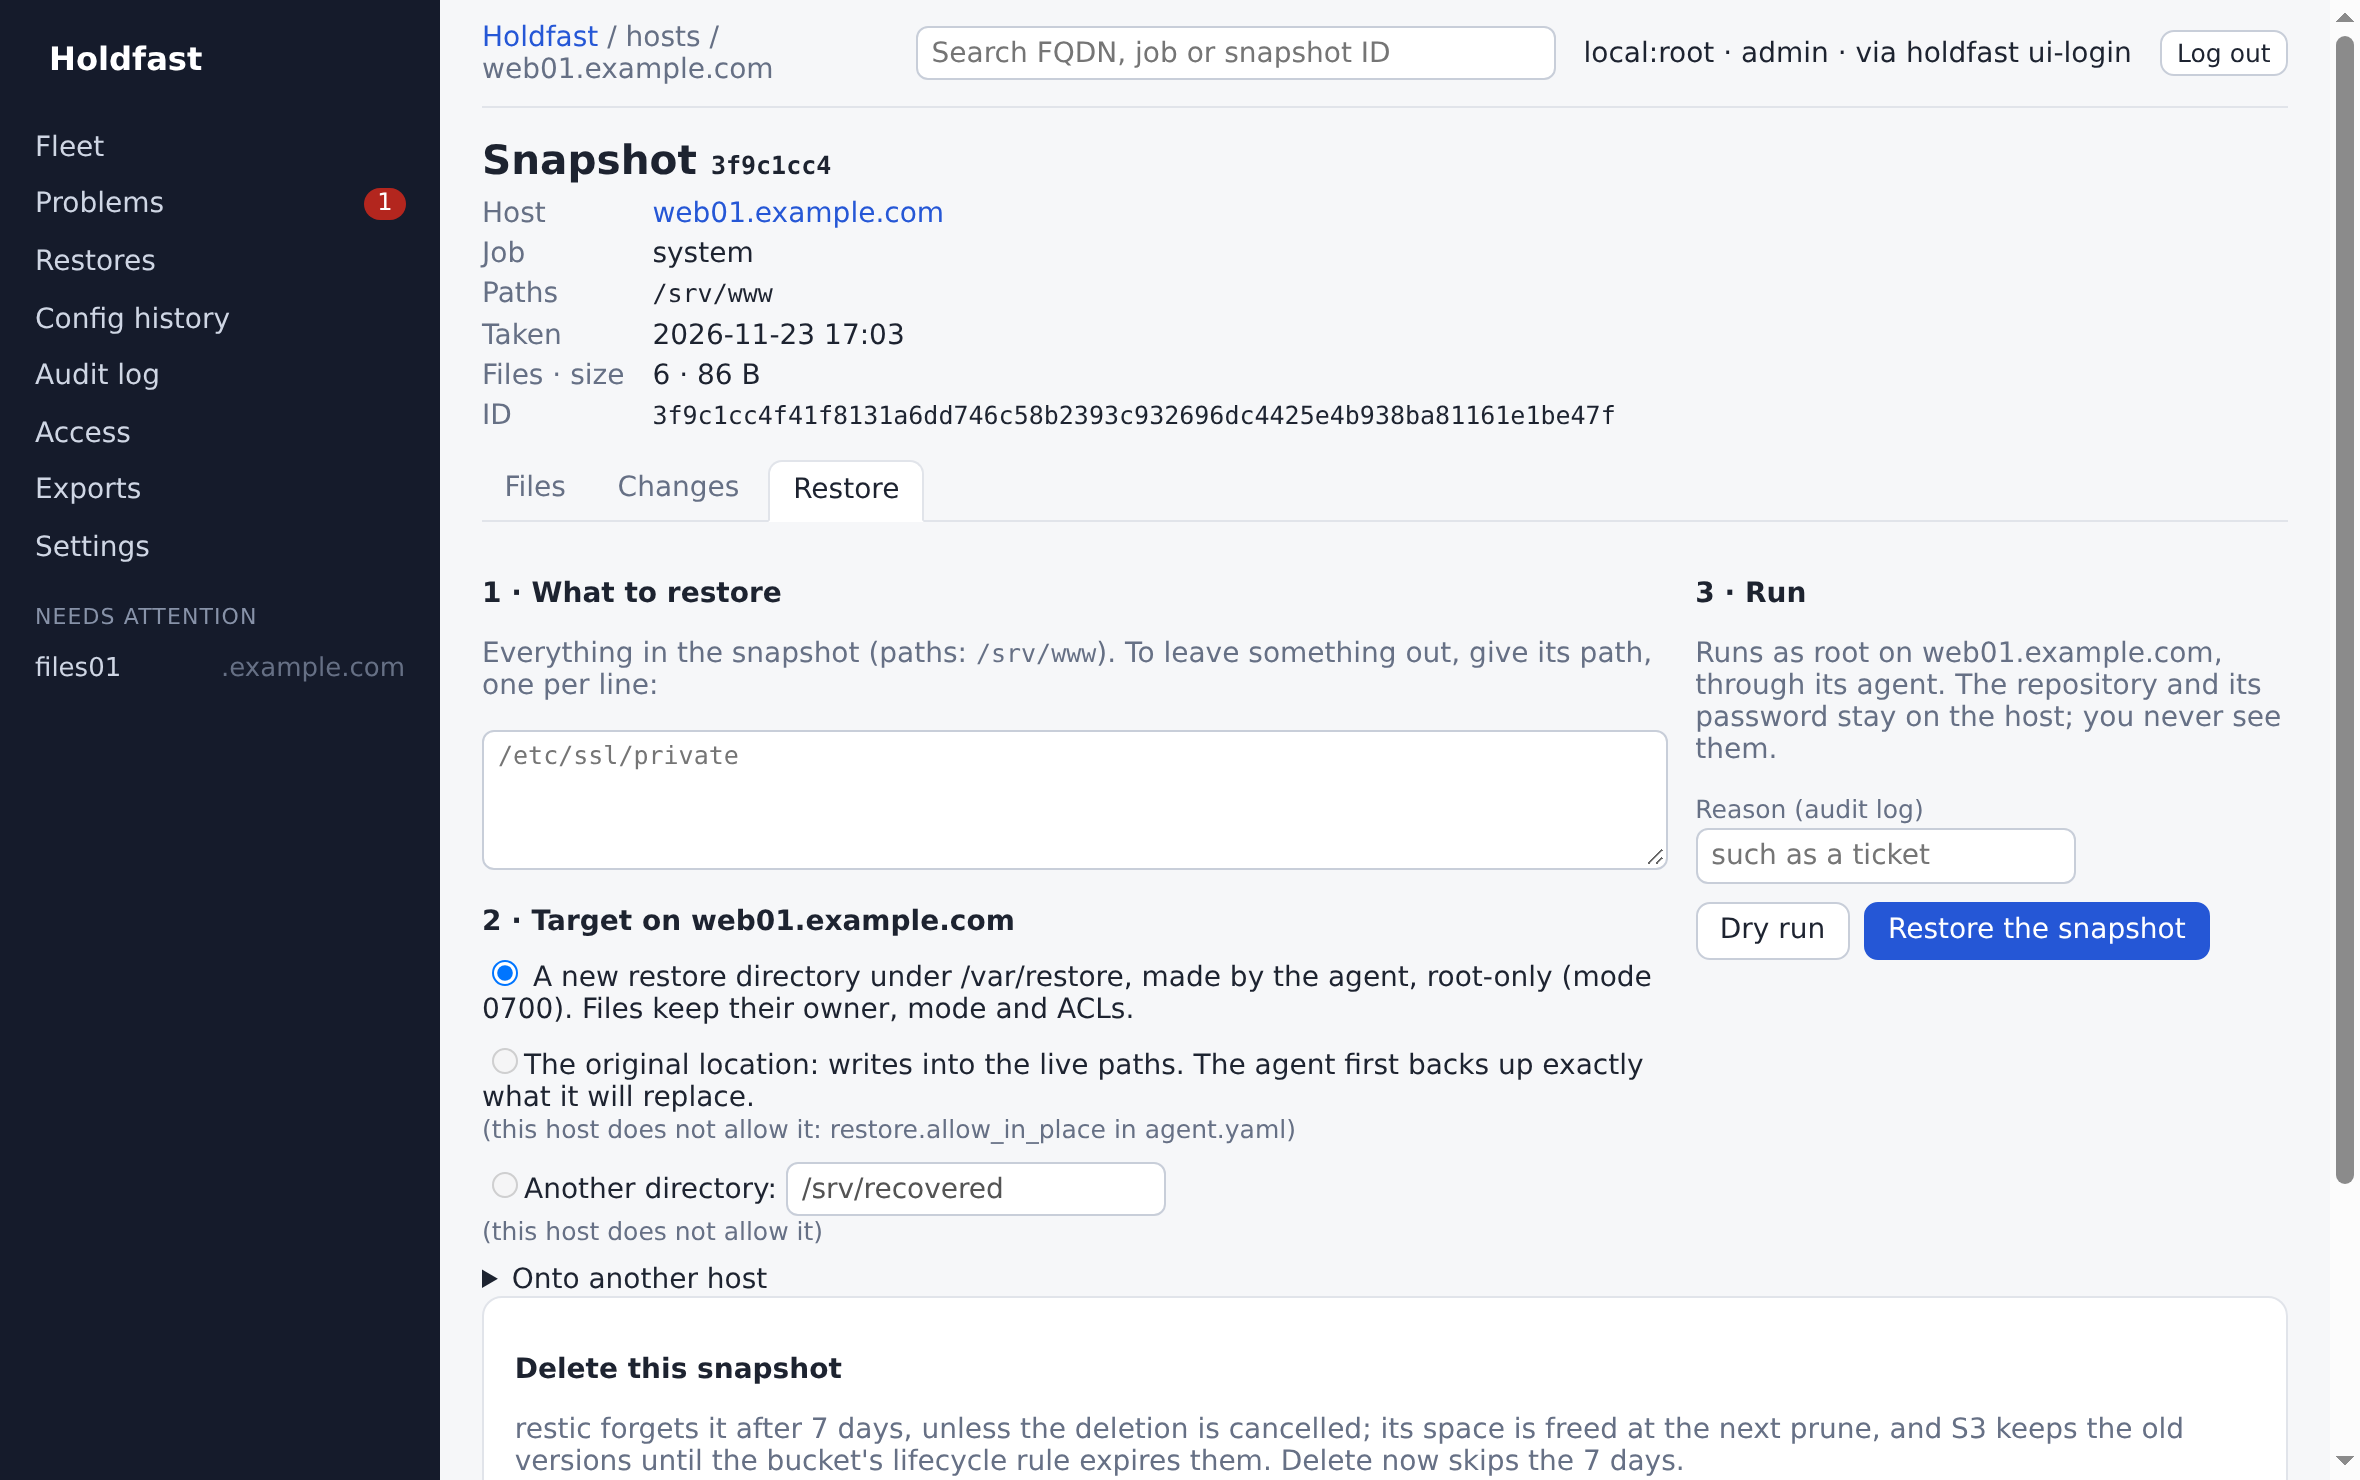 Holdfast
Fleet
Problems 1
Restores
Config history
Audit log
Access
Exports
Settings
NEEDS ATTENTION
files01 .example.com
Holdfast / hosts /
web01.example.com
Search FQDN, job or snapshot ID
local:root · admin · via holdfast ui-login
Log out
Snapshot 3f9c1cc4
Host web01.example.com
Job system
Paths /srv/www
Taken 2026-11-23 17:03
Files · size 6 · 86 B
ID 3f9c1cc4f41f8131a6dd746c58b2393c932696dc4425e4b938ba81161e1be47f
Files Changes Restore
1 · What to restore
Everything in the snapshot (paths: /srv/www). To leave something out, give its path,
one per line:
/etc/ssl/private
2 · Target on web01.example.com
A new restore directory under /var/restore, made by the agent, root-only (mode
0700). Files keep their owner, mode and ACLs.
The original location: writes into the live paths. The agent first backs up exactly
what it will replace.
(this host does not allow it: restore.allow_in_place in agent.yaml)
Another directory: /srv/recovered
(this host does not allow it)
Onto another host
3 · Run
Runs as root on web01.example.com,
through its agent. The repository and its
password stay on the host; you never see
them.
Reason (audit log)
such as a ticket
Dry run Restore the snapshot
Delete this snapshot
restic forgets it after 7 days, unless the deletion is cancelled; its space is freed at the next prune, and S3 keeps the old
versions until the bucket's lifecycle rule expires them. Delete now skips the 7 days.